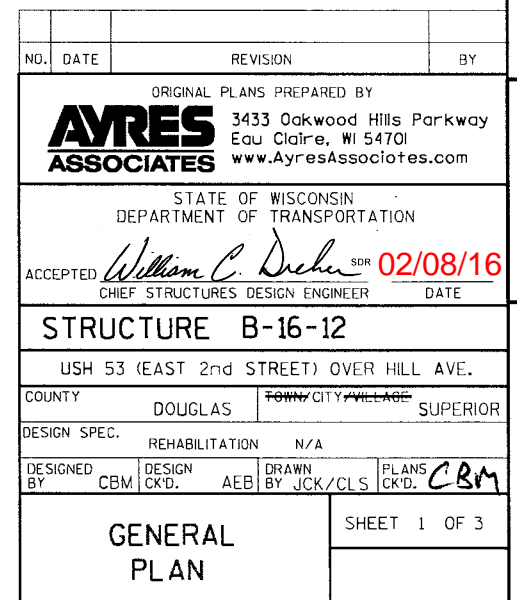 NO. DATE REVISION BY
ORIGINAL PLANS PREPARED BY
AYRES ASSOCIATES
3433 Oakwood Hills Parkway
Eau Claire, WI 54701
www.AyresAssociates.com
STATE OF WISCONSIN
DEPARTMENT OF TRANSPORTATION
ACCEPTED William C. Dreher SDR 02/08/16
CHIEF STRUCTURES DESIGN ENGINEER DATE
STRUCTURE B-16-12
USH 53 (EAST 2nd STREET) OVER HILL AVE.
COUNTY DOUGLAS TOWN/CITY/VILLAGE SUPERIOR
DESIGN SPEC. REHABILITATION N/A
DESIGNED BY CBM DESIGN CK'D. AEB DRAWN BY JCK/CLS PLANS CK'D. CBM
GENERAL
PLAN
SHEET 1 OF 3